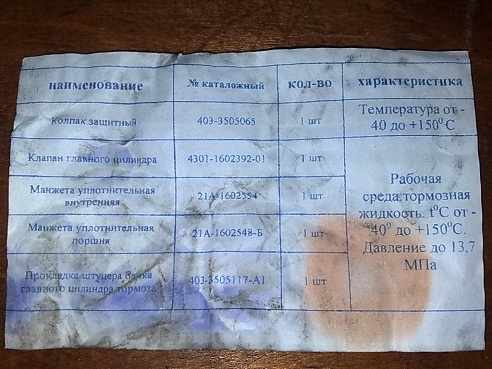 наименование № каталожный кол-во характеристика
колпак защитный 403-3505065 1 шт
Температура от -
40 до +150⁰С
Клапан главного цилиндра 4301-1602392-01 1 шт
Манжета уплотнительная
внутренняя
21А-1602554 1 шт
Манжета уплотнительная
поршня
21А-1602548-Б 1 шт
Прокладка штуцера бачка
главного цилиндра тормоза
403-3505117-А1 1 шт
Рабочая
среда:тормозная
жидкость. t⁰С от -
40⁰ до +150⁰С.
Давление до 13,7
МПа